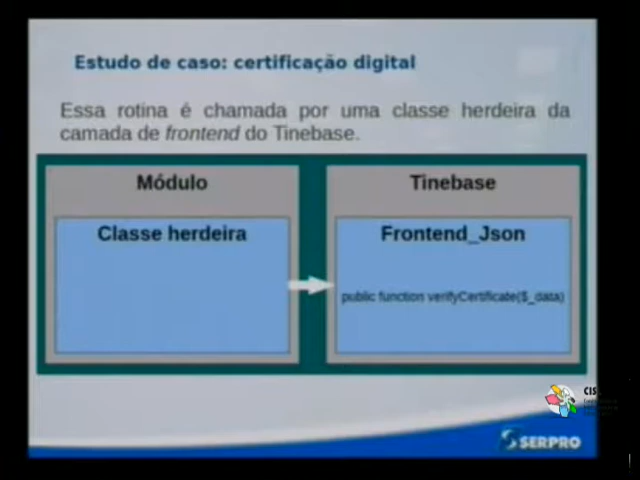 Estudo de caso: certificação digital
Essa rotina é chamada por uma classe herdeira da
camada de frontend do Tinebase.
Módulo
Tinebase
Classe herdeira
Frontend_Json
public function verifyCertificate($_data)
CIS
SERPRO